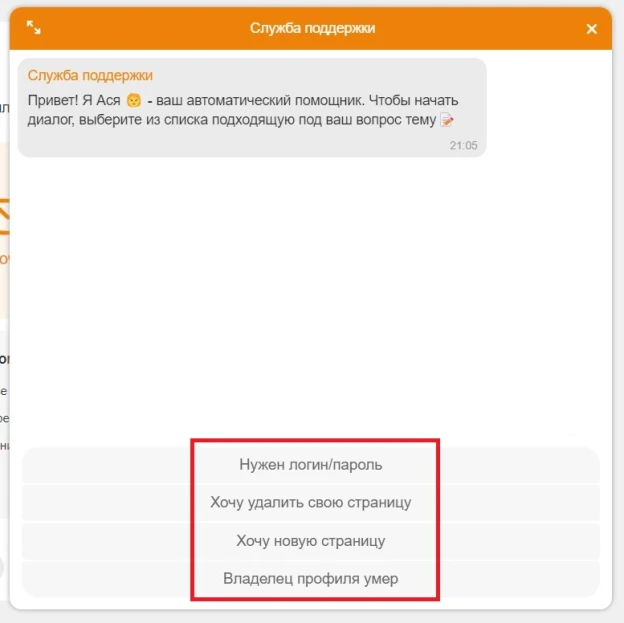 Служба поддержки
Служба поддержки
Привет! Я Ася - ваш автоматический помощник. Чтобы начать
диалог, выберите из списка подходящую под ваш вопрос тему
21:05
Нужен логин/пароль
Хочу удалить свою страницу
Хочу новую страницу
Владелец профиля умер